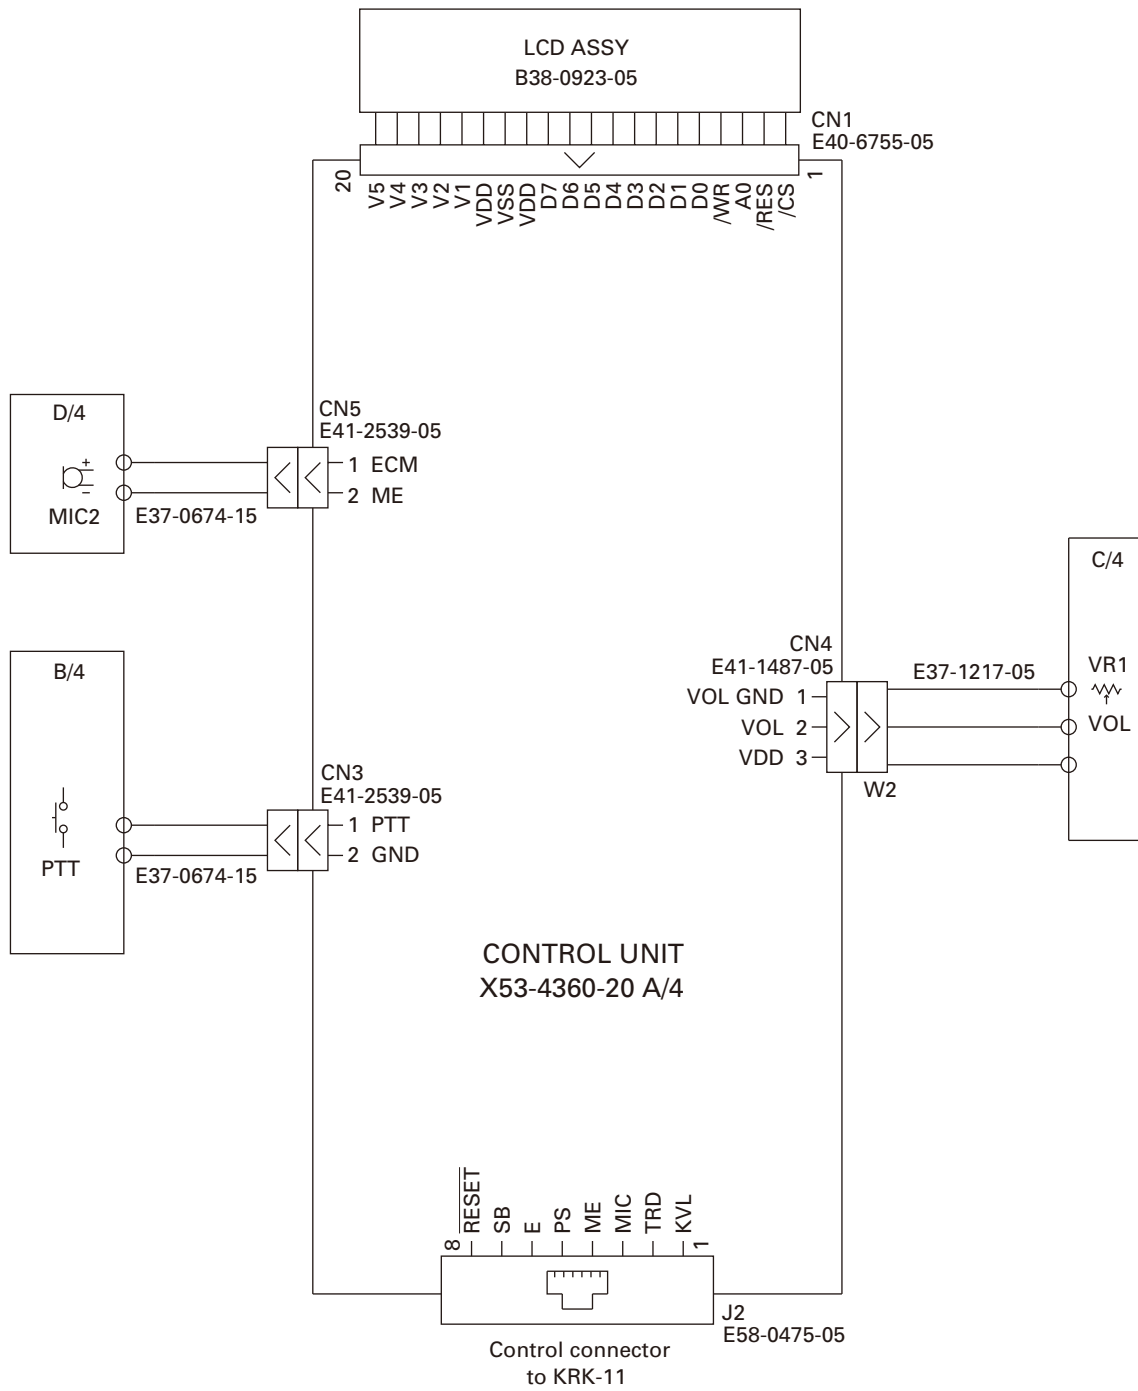 LCD ASSY
B38-0923-05
CN1
E40-6755-05
20
V5
V4
V3
V2
V1
VDD
VSS
VDD
D7
D6
D5
D4
D3
D2
D1
D0
/WR
A0
/RES
/CS
1
D/4
+
–
MIC2
E37-0674-15
CN5
E41-2539-05
1 ECM
2 ME
C/4
VR1
VOL
CN4
E41-1487-05
E37-1217-05
VOL GND 1
VOL 2
VDD 3
W2
B/4
PTT
E37-0674-15
CN3
E41-2539-05
1 PTT
2 GND
CONTROL UNIT
X53-4360-20 A/4
8
RESET
SB
E
PS
ME
MIC
TRD
KVL
1
J2
E58-0475-05
Control connector
to KRK-11